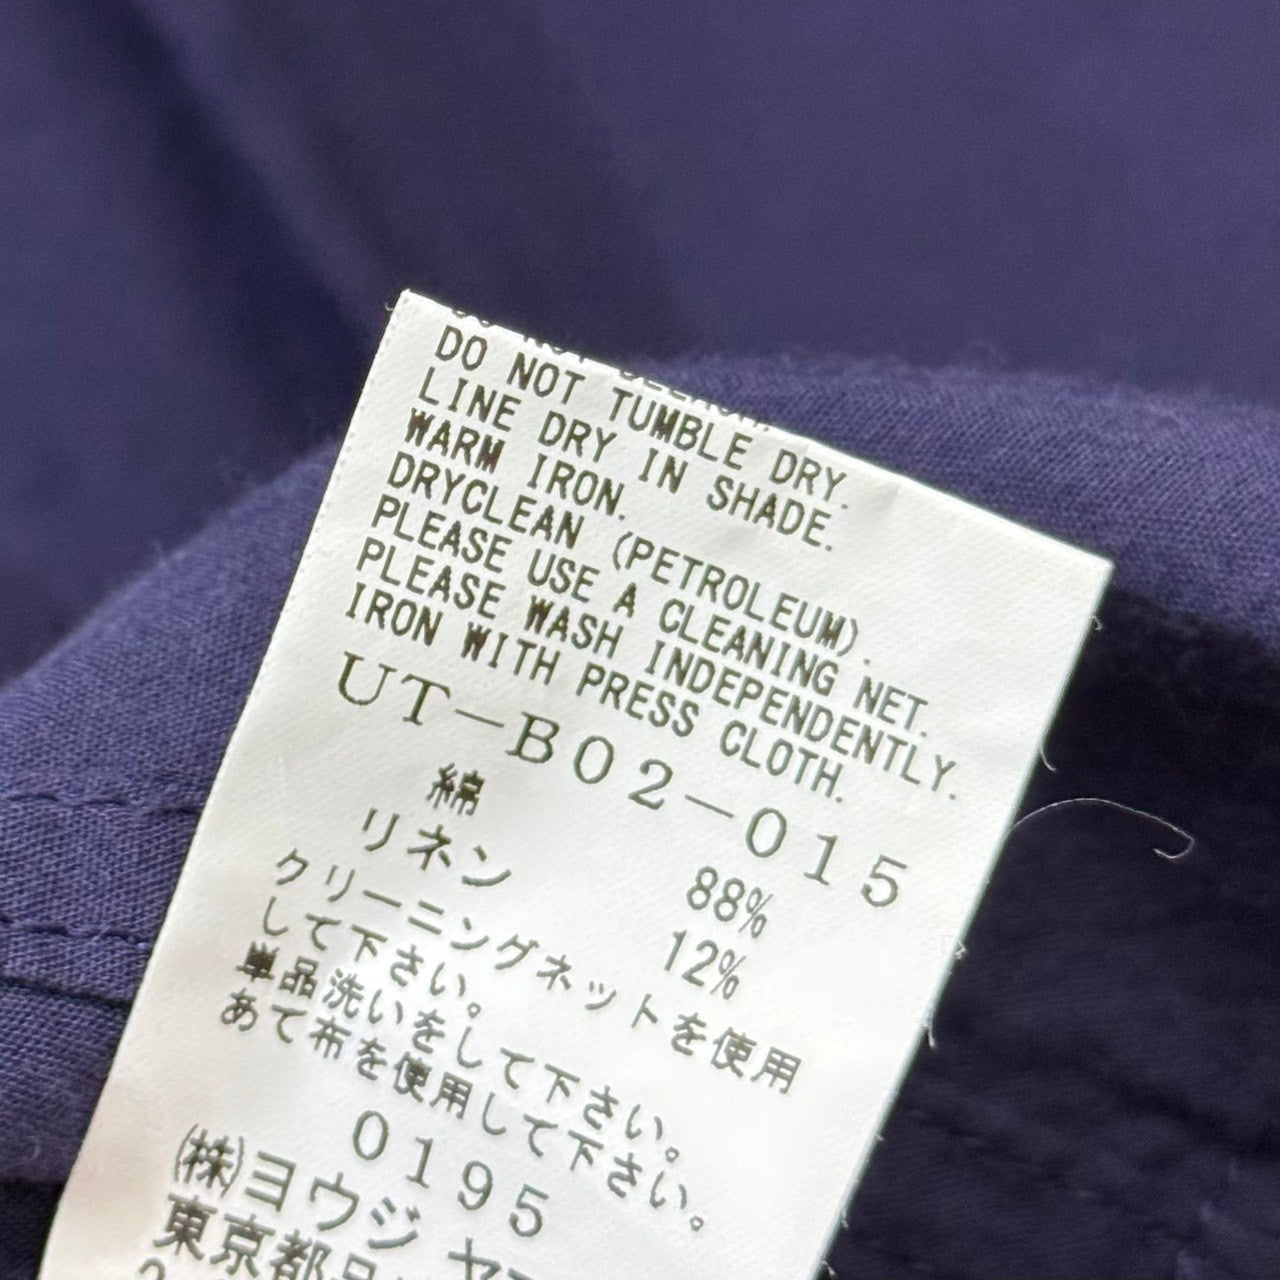 DO NOT TUMBLE DRY.
LINE DRY IN SHADE.
WARM IRON.
DRYCLEAN (PETROLEUM).
PLEASE USE A CLEANING NET.
PLEASE WASH INDEPENDENTLY.
IRON WITH PRESS CLOTH.
UT-B02-015
綿 88%
リネン 12%
クリーニングネットを使用
して下さい。
単品洗いをして下さい。
あて布を使用して下さい。
0195
(株)ヨウジ ヤマ
東京都品